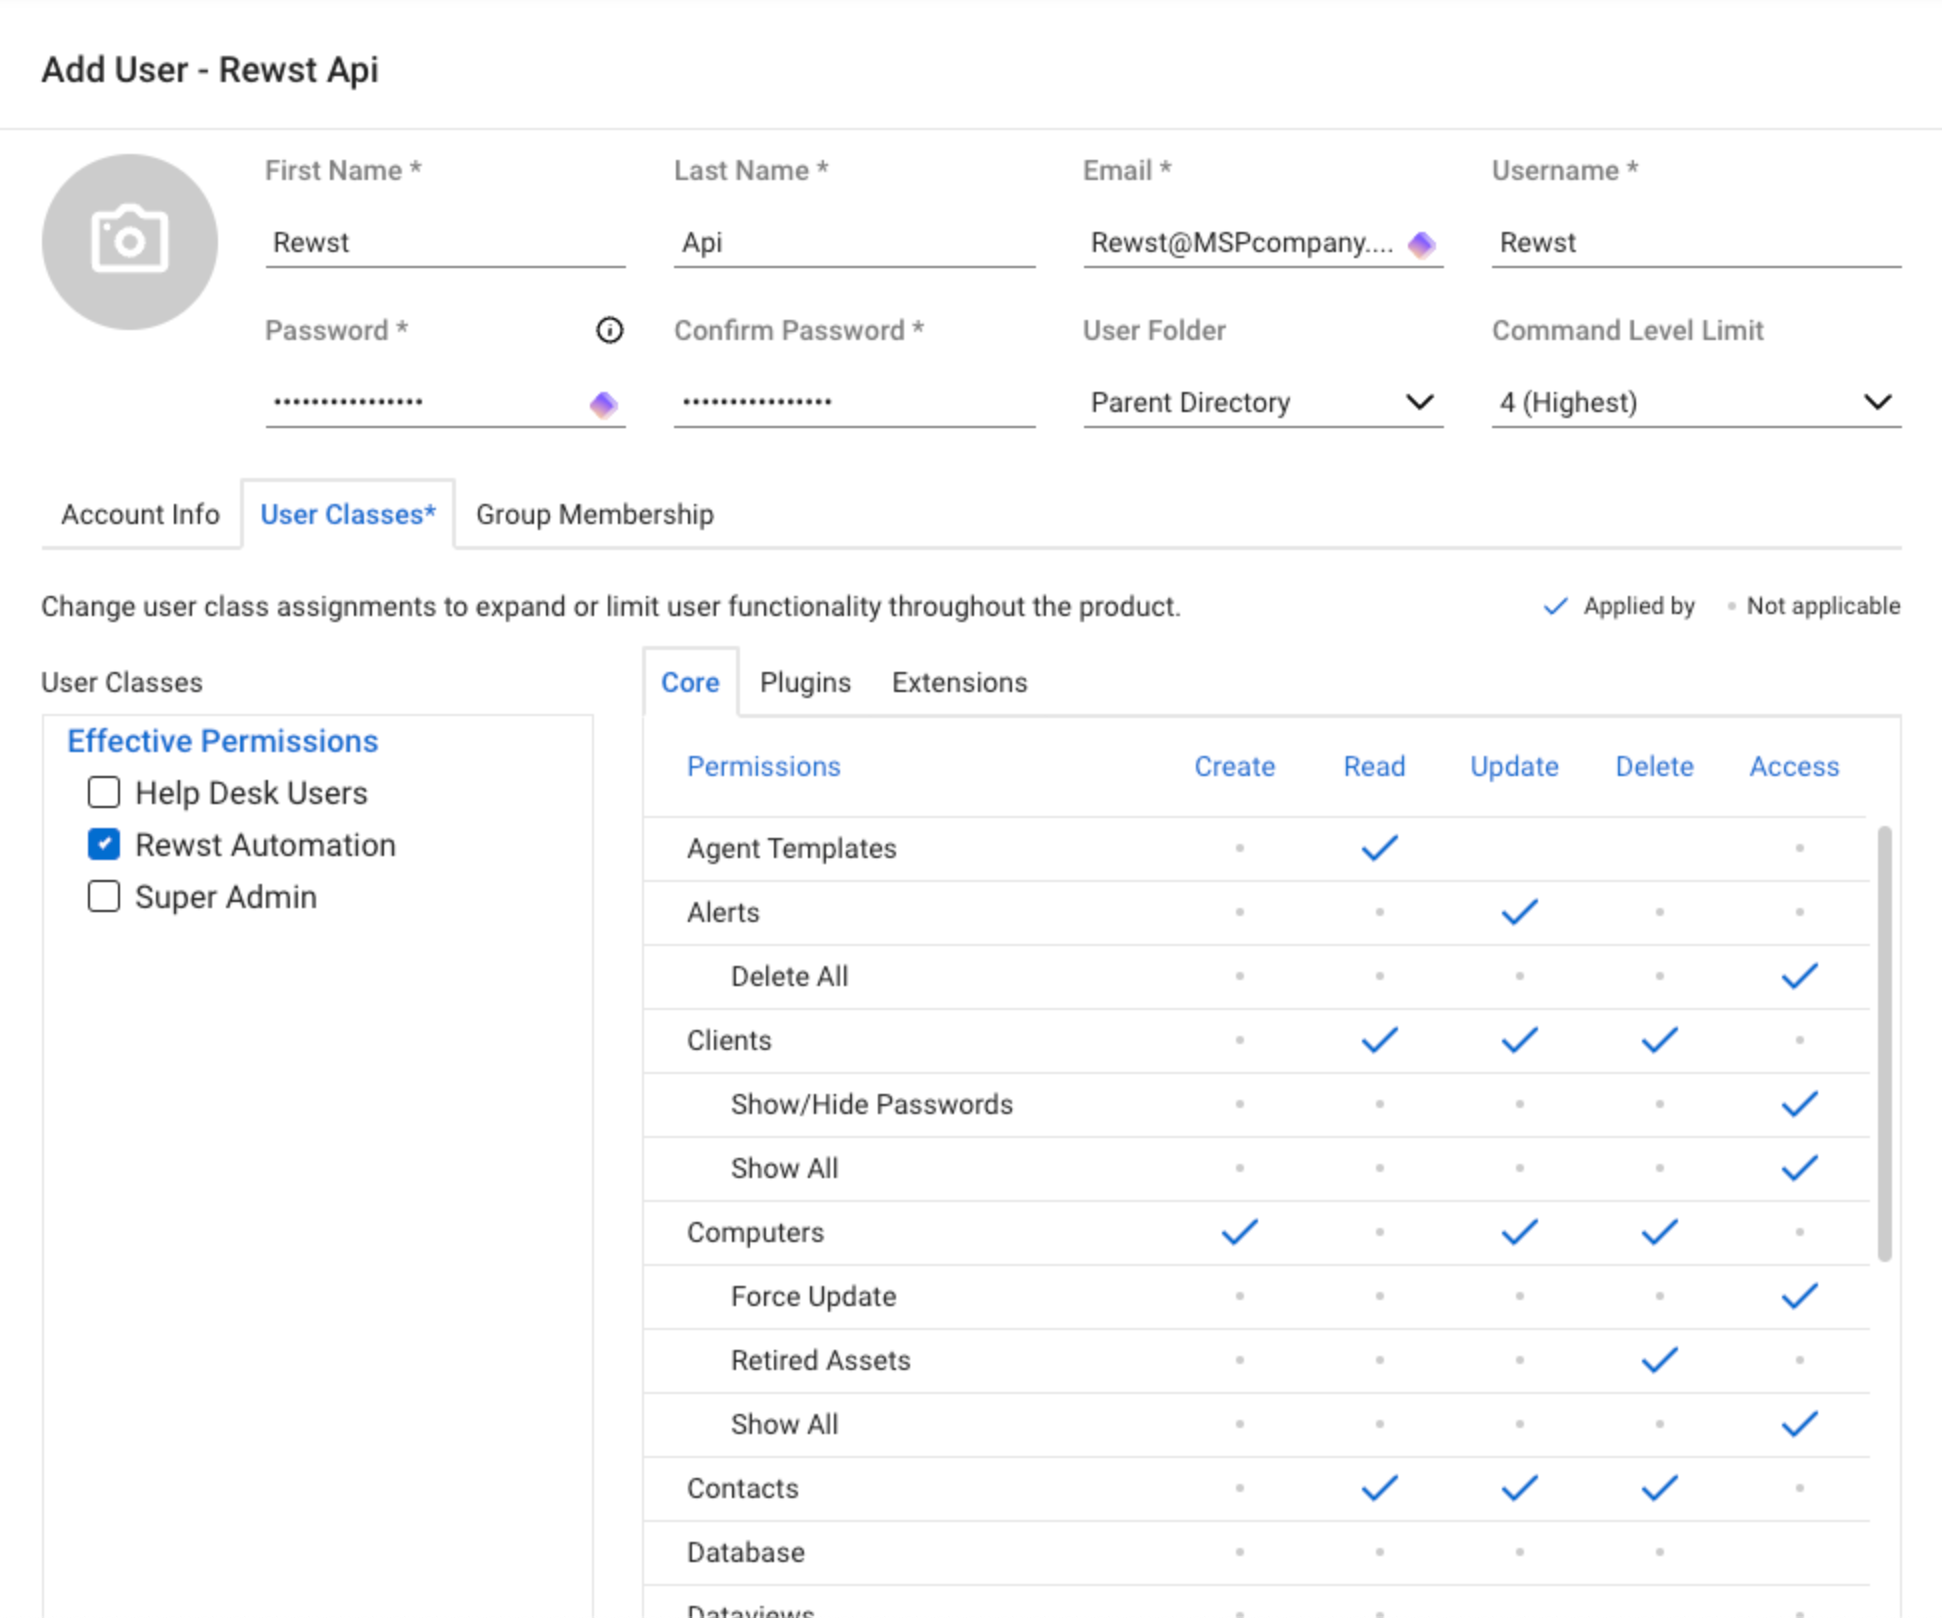 Add User - Rewst Api
First Name * Last Name * Email * Username *
Rewst Api Rewst@MSPcompany.... Rewst
Password * Confirm Password * User Folder Command Level Limit
•••••••••••••••• •••••••••••••••• Parent Directory 4 (Highest)
Account Info User Classes* Group Membership
Change user class assignments to expand or limit user functionality throughout the product. Applied by Not applicable
User Classes
Effective Permissions
Help Desk Users
Rewst Automation
Super Admin
Core Plugins Extensions
Permissions Create Read Update Delete Access
Agent Templates
Alerts
Delete All
Clients
Show/Hide Passwords
Show All
Computers
Force Update
Retired Assets
Show All
Contacts
Database
Dataviews